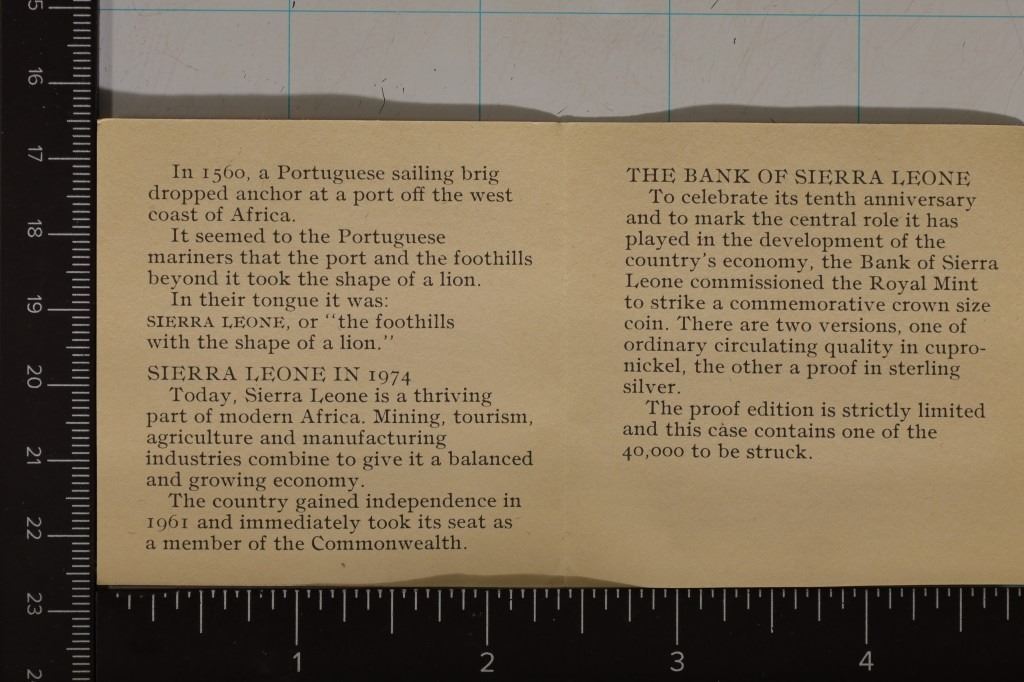 In 1560, a Portuguese sailing brig
dropped anchor at a port off the west
coast of Africa.
It seemed to the Portuguese
mariners that the port and the foothills
beyond it took the shape of a lion.
In their tongue it was:
SIERRA LEONE, or “the foothills
with the shape of a lion.”
SIERRA LEONE IN 1974
Today, Sierra Leone is a thriving
part of modern Africa. Mining, tourism,
agriculture and manufacturing
industries combine to give it a balanced
and growing economy.
The country gained independence in
1961 and immediately took its seat as
a member of the Commonwealth.
THE BANK OF SIERRA LEONE
To celebrate its tenth anniversary
and to mark the central role it has
played in the development of the
country's economy, the Bank of Sierra
Leone commissioned the Royal Mint
to strike a commemorative crown size
coin. There are two versions, one of
ordinary circulating quality in cupro-
nickel, the other a proof in sterling
silver.
The proof edition is strictly limited
and this case contains one of the
40,000 to be struck.
16
17
18
19
20
21
22
23
1 2 3 4